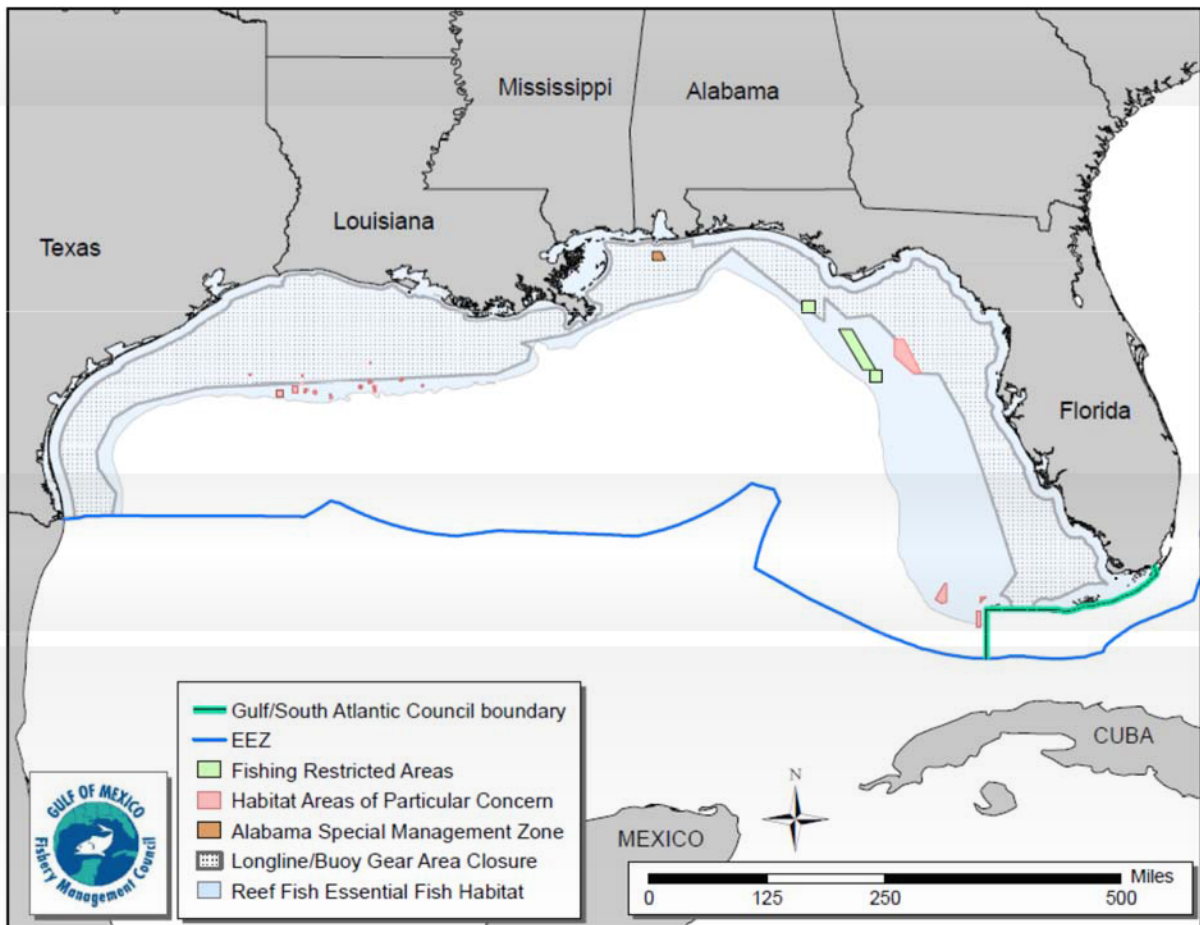 Mississippi
Alabama
Louisiana
Texas
Florida
CUBA
MEXICO
N
Gulf/South Atlantic Council boundary
EEZ
Fishing Restricted Areas
Habitat Areas of Particular Concern
Alabama Special Management Zone
Longline/Buoy Gear Area Closure
Reef Fish Essential Fish Habitat
GULF OF MEXICO
Fishery Management Council
Miles
0 125 250 500